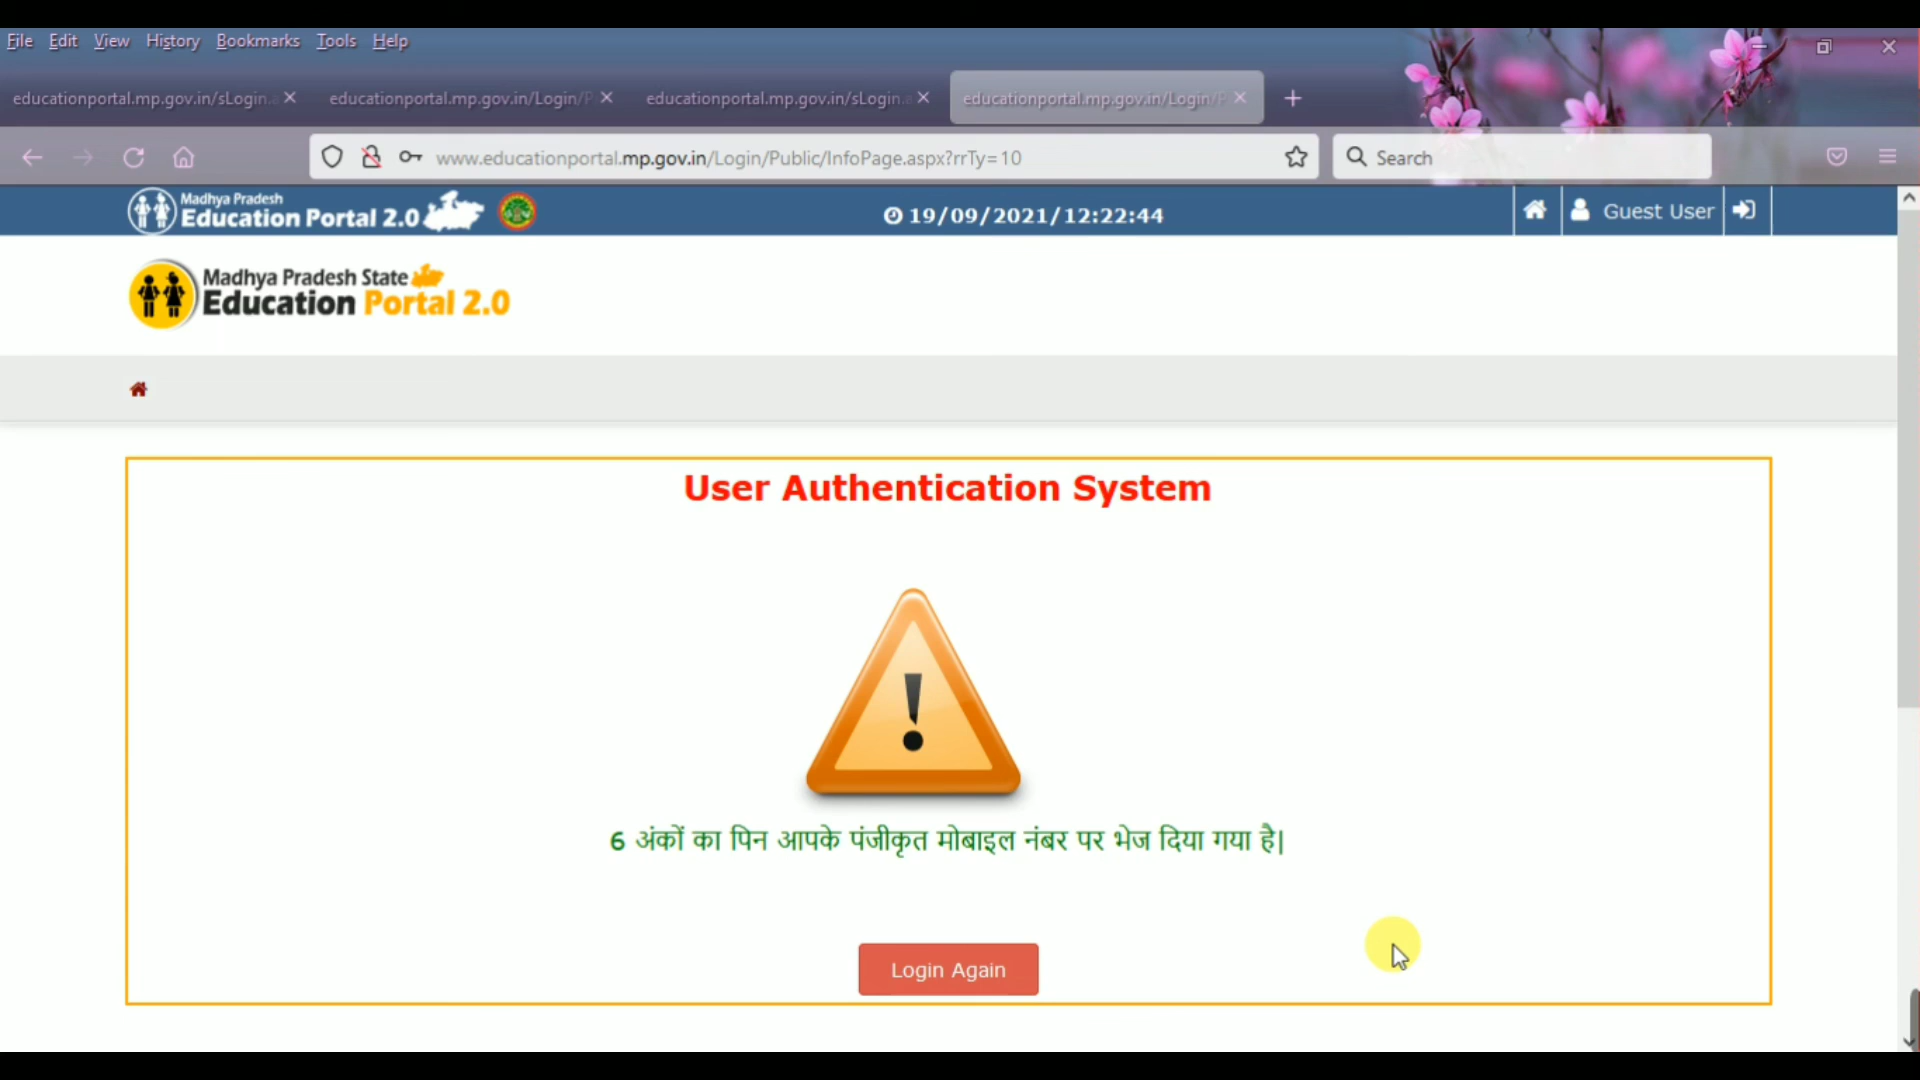 File Edit View History Bookmarks Tools Help
educationportal.mp.gov.in/sLogin. educationportal.mp.gov.in/Login/P educationportal.mp.gov.in/sLogin. educationportal.mp.gov.in/Login/P
www.educationportal.mp.gov.in/Login/Public/InfoPage.aspx?rrTy=10 Search
Madhya Pradesh
Education Portal 2.0 19/09/2021/12:22:44 Guest User
Madhya Pradesh State
Education Portal 2.0
User Authentication System
6 अंकों का पिन आपके पंजीकृत मोबाइल नंबर पर भेज दिया गया है|
Login Again